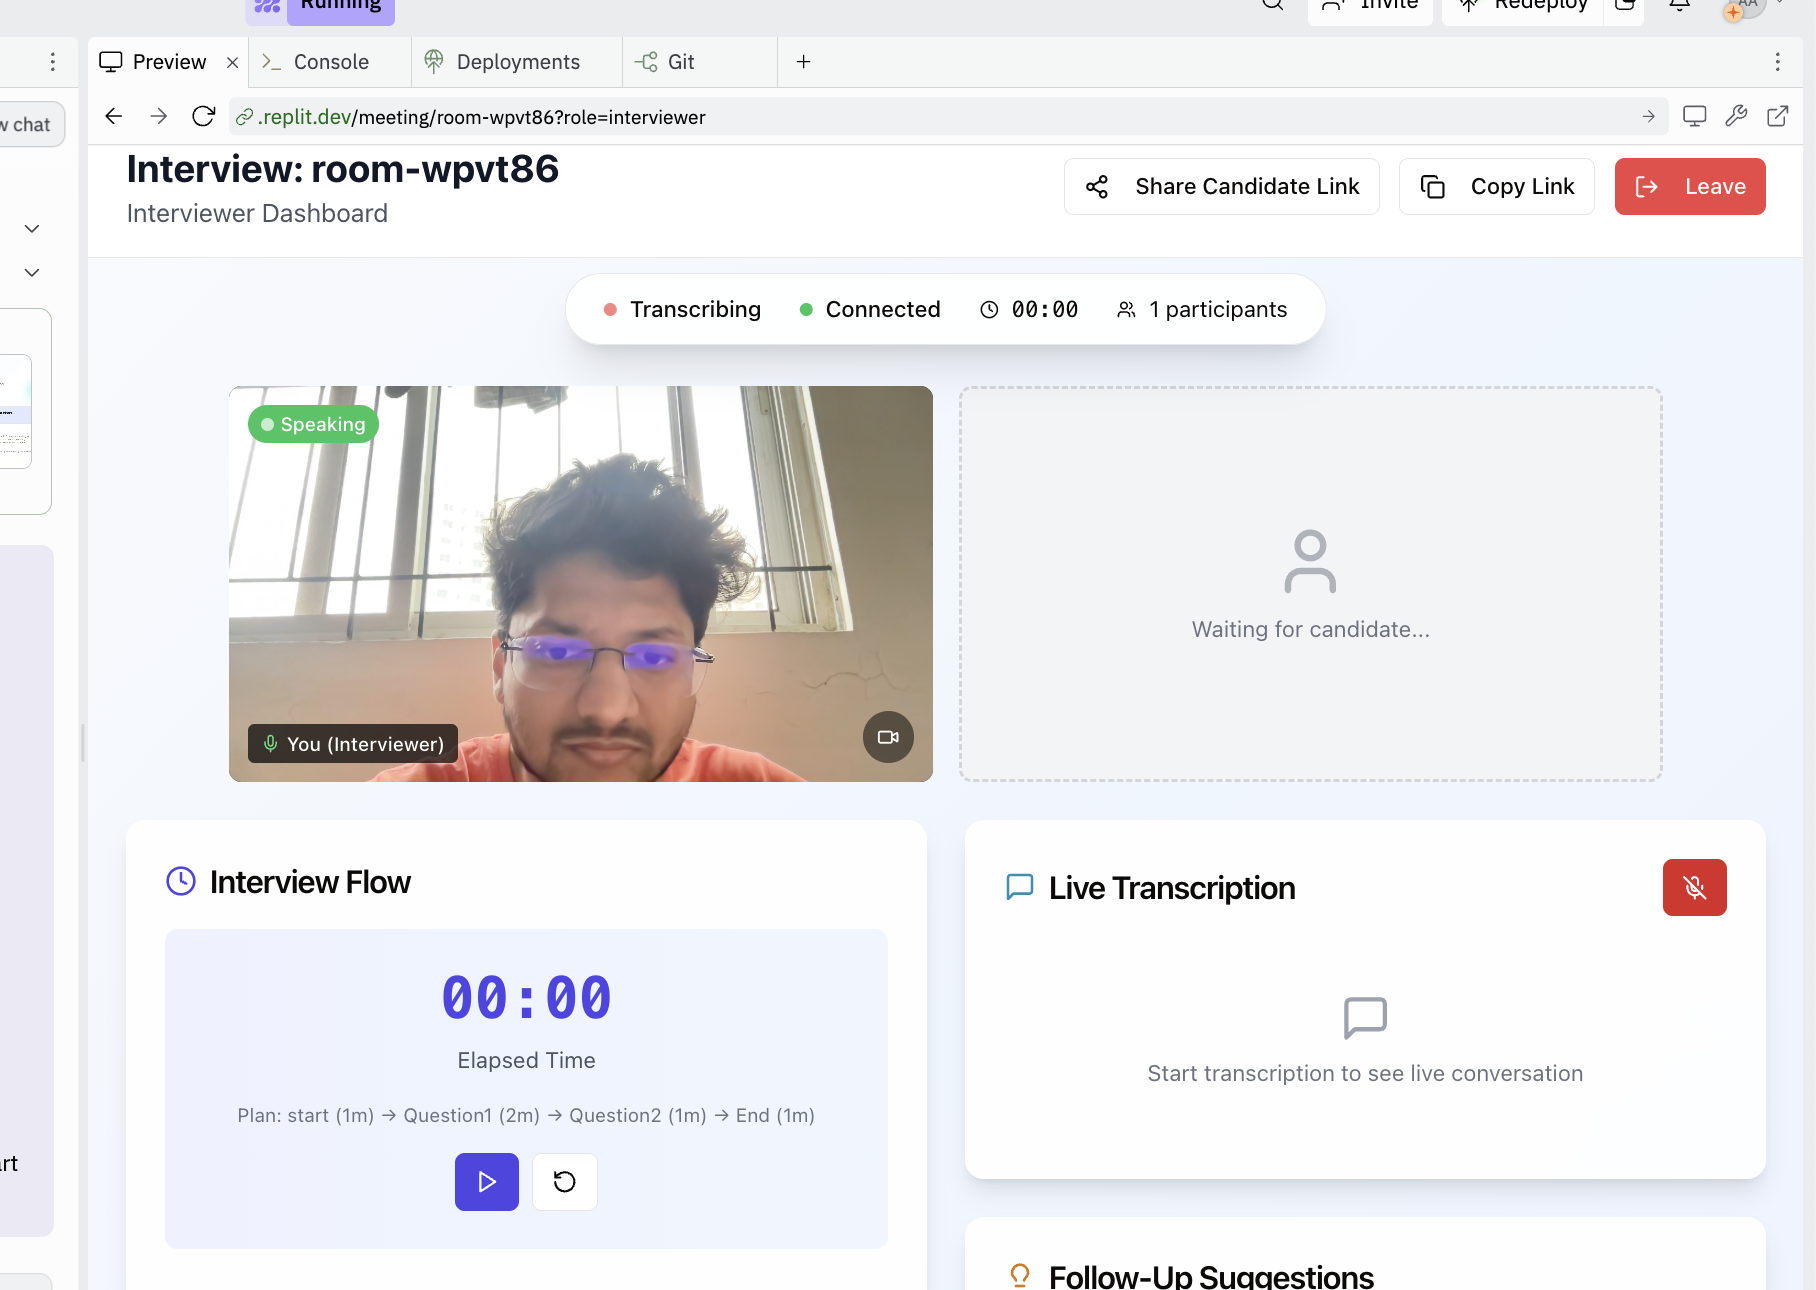 Running
Invite
Redeploy
AA
Preview
Console
Deployments
Git
w chat
.replit.dev/meeting/room-wpvt86?role=interviewer
Interview: room-wpvt86
Interviewer Dashboard
Share Candidate Link
Copy Link
Leave
Transcribing
Connected
00:00
1 participants
Speaking
You (Interviewer)
Waiting for candidate...
Interview Flow
00:00
Elapsed Time
Plan: start (1m) → Question1 (2m) → Question2 (1m) → End (1m)
Live Transcription
Start transcription to see live conversation
Follow-Up Suggestions